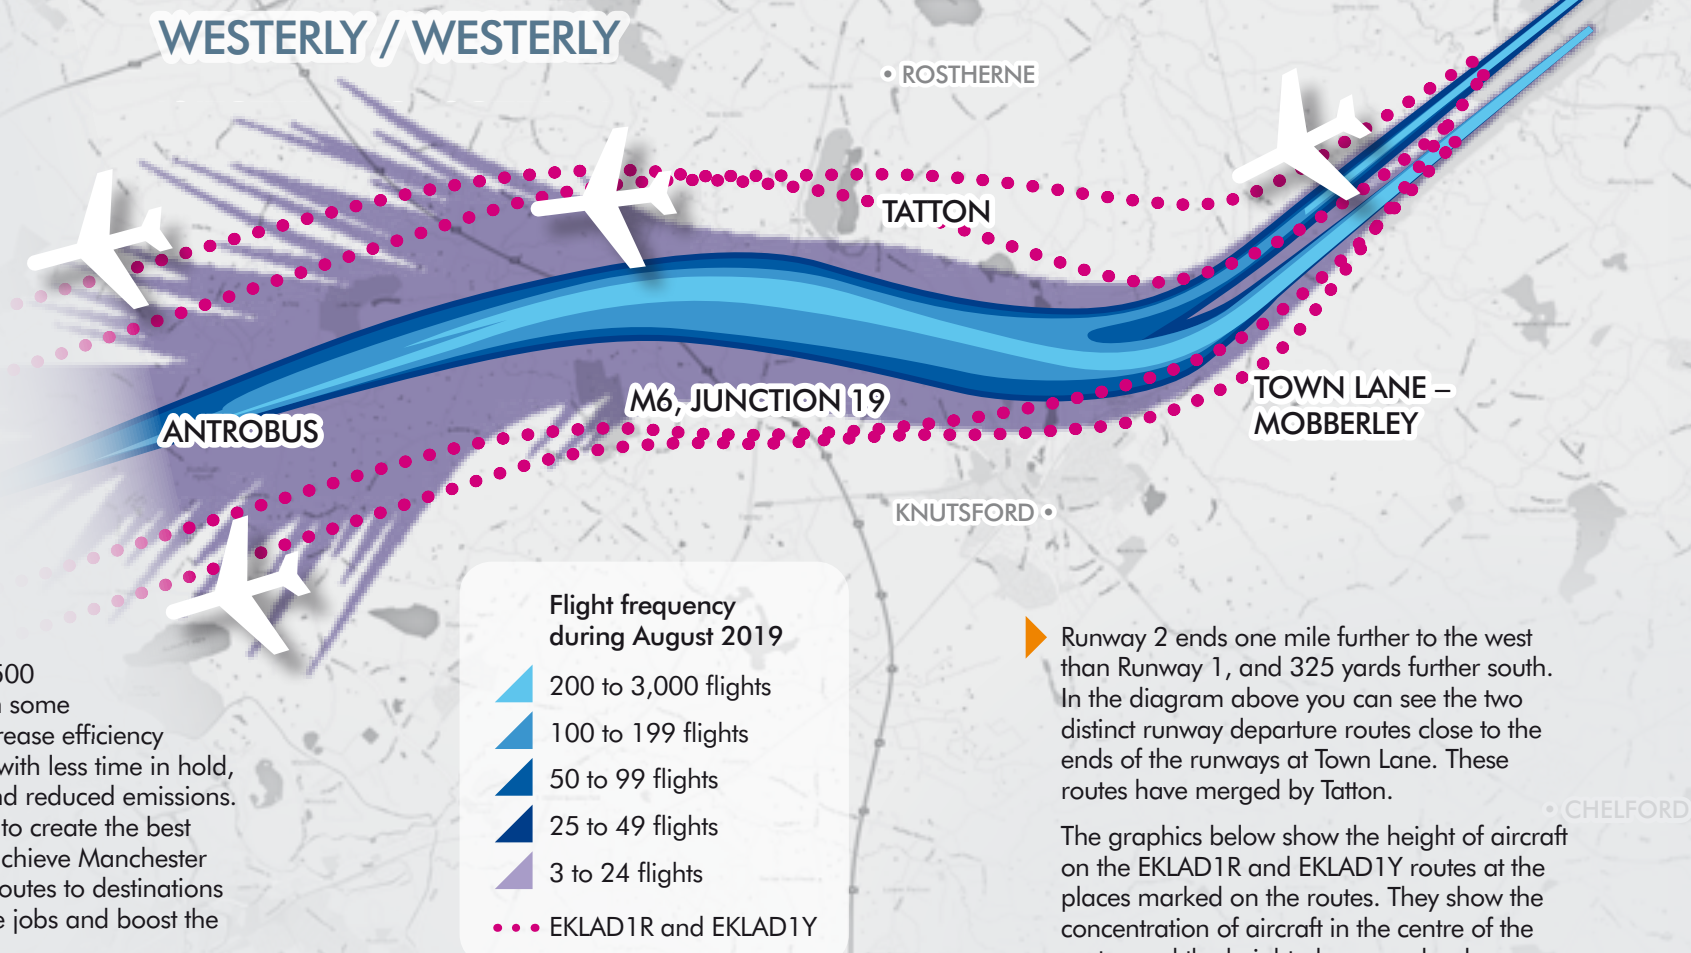 WESTERLY / WESTERLY
• ROSTHERNE
TATTON
M6, JUNCTION 19
ANTROBUS
TOWN LANE –
MOBBERLEY
KNUTSFORD •
• CHELFORD
500
some
with less time in hold,
reduced emissions.
to create the best
Manchester
to destinations
jobs and boost the
Flight frequency
during August 2019
200 to 3,000 flights
100 to 199 flights
50 to 99 flights
25 to 49 flights
3 to 24 flights
EKLAD1R and EKLAD1Y
Runway 2 ends one mile further to the west
than Runway 1, and 325 yards further south.
In the diagram above you can see the two
distinct runway departure routes close to the
ends of the runways at Town Lane. These
routes have merged by Tatton.
The graphics below show the height of aircraft
on the EKLAD1R and EKLAD1Y routes at the
places marked on the routes. They show the
concentration of aircraft in the centre of the